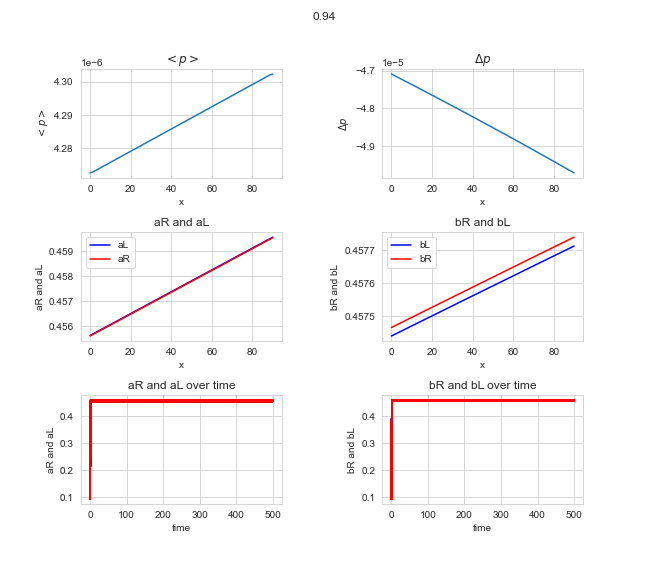 0.94
< p >
1e−6
4.30
4.29
4.28
< p >
0 20 40 60 80
x
Δp
1e−5
−4.7
−4.8
−4.9
Δp
0 20 40 60 80
x
aR and aL
aL
aR
0.459
0.458
0.457
0.456
aR and aL
0 20 40 60 80
x
bR and bL
bL
bR
0.4577
0.4576
0.4575
bR and bL
0 20 40 60 80
x
aR and aL over time
0.4
0.3
0.2
0.1
aR and aL
0 100 200 300 400 500
time
bR and bL over time
0.4
0.3
0.2
0.1
bR and bL
0 100 200 300 400 500
time